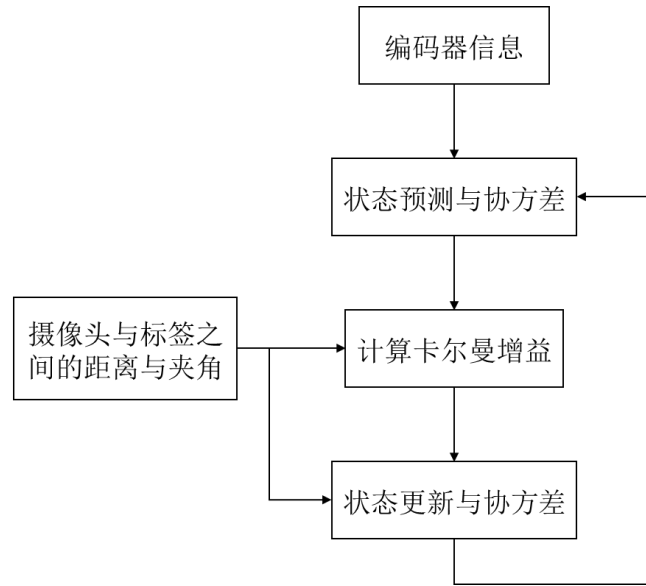 编码器信息
状态预测与协方差
摄像头与标签之
间的距离与夹角
计算卡尔曼增益
状态更新与协方差